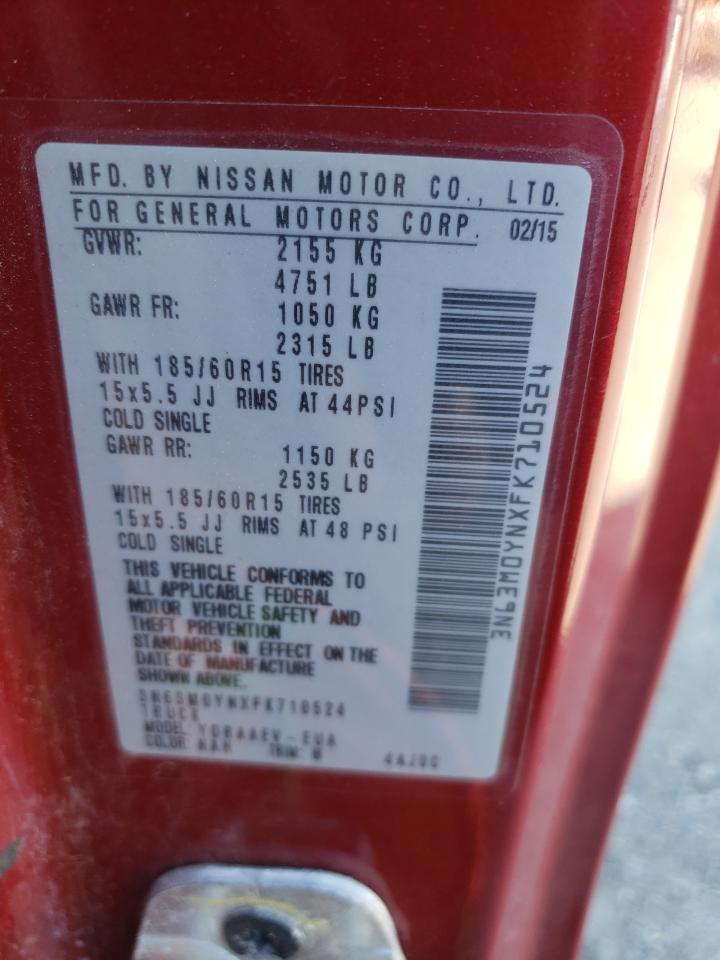 MFD. BY NISSAN MOTOR CO., LTD.
FOR GENERAL MOTORS CORP. 02/15
GVWR: 2155 KG
4751 LB
GAWR FR: 1050 KG
2315 LB
WITH 185/60R15 TIRES
15x5.5 JJ RIMS AT 44PSI
COLD SINGLE
GAWR RR: 1150 KG
2535 LB
WITH 185/60R15 TIRES
15x5.5 JJ RIMS AT 48 PSI
COLD SINGLE
THIS VEHICLE CONFORMS TO
ALL APPLICABLE FEDERAL
MOTOR VEHICLE SAFETY AND
THEFT PREVENTION
STANDARDS IN EFFECT ON THE
DATE OF MANUFACTURE
SHOWN ABOVE.
3N63M0YNXFK710524
TRUCK
MODEL:
COLOR: NAH TRIM:
3N63M0YNXFK710524